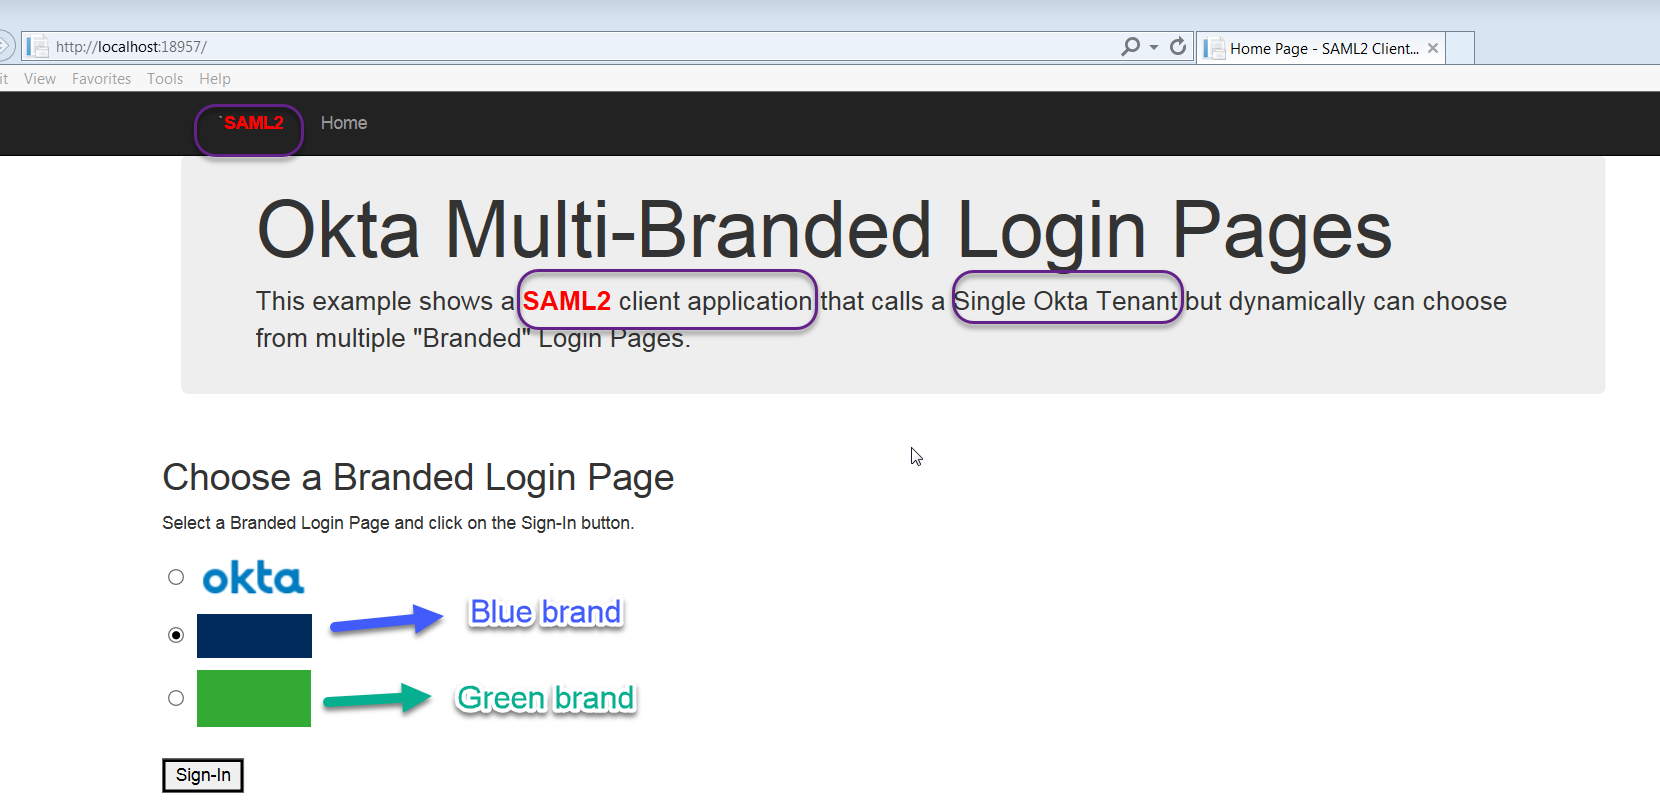 http://localhost:18957/
Home Page - SAML2 Client...
it View Favorites Tools Help
`SAML2 Home
Okta Multi-Branded Login Pages
This example shows a SAML2 client application that calls a Single Okta Tenant but dynamically can choose
from multiple "Branded" Login Pages.
Choose a Branded Login Page
Select a Branded Login Page and click on the Sign-In button.
okta
Blue brand
Green brand
Sign-In